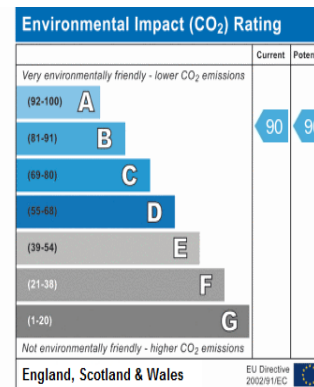 Environmental Impact (CO₂) Rating
Current
Very environmentally friendly - lower CO₂ emissions
(92-100) A
(81-91) B
90
(69-80) C
(55-68) D
(39-54) E
(21-38) F
(1-20) G
Not environmentally friendly - higher CO₂ emissions
England, Scotland & Wales
EU Directive
2002/91/EC